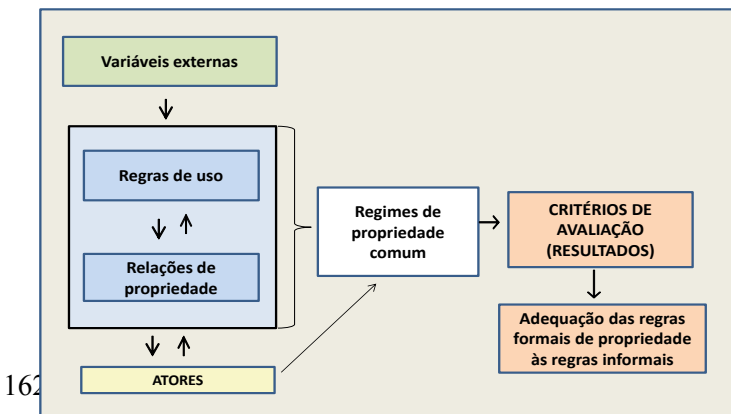 Variáveis externas
Regras de uso
Relações de
propriedade
ATORES
Regimes de
propriedade
comum
CRITÉRIOS DE
AVALIAÇÃO
(RESULTADOS)
Adequação das regras
formais de propriedade
às regras informais
162